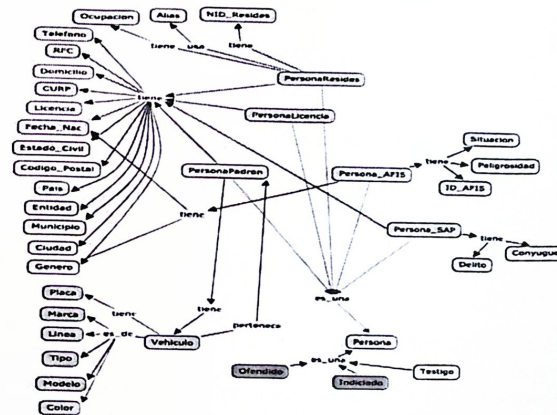 Ocupacion
Alias
NID_Resides
Telefono
tiene
usa
tiene
RFC
Domicilio
PersonaResides
CURP
tiene
Licencia
PersonaLicencia
Fecha_Nac
Estado_Civil
Situacion
Codigo_Postal
PersonaPadron
Persona_AFIS
tiene
Peligrosidad
Pais
ID_AFIS
Entidad
tiene
Municipio
Persona_SAP
tiene
Ciudad
Conyugue
Genero
Delito
Placa
es_una
Marca
tiene
tiene
Linea
es_de
Vehiculo
pertenece
Persona
Tipo
es_una
Modelo
Ofendido
Indiciado
Testigo
Color